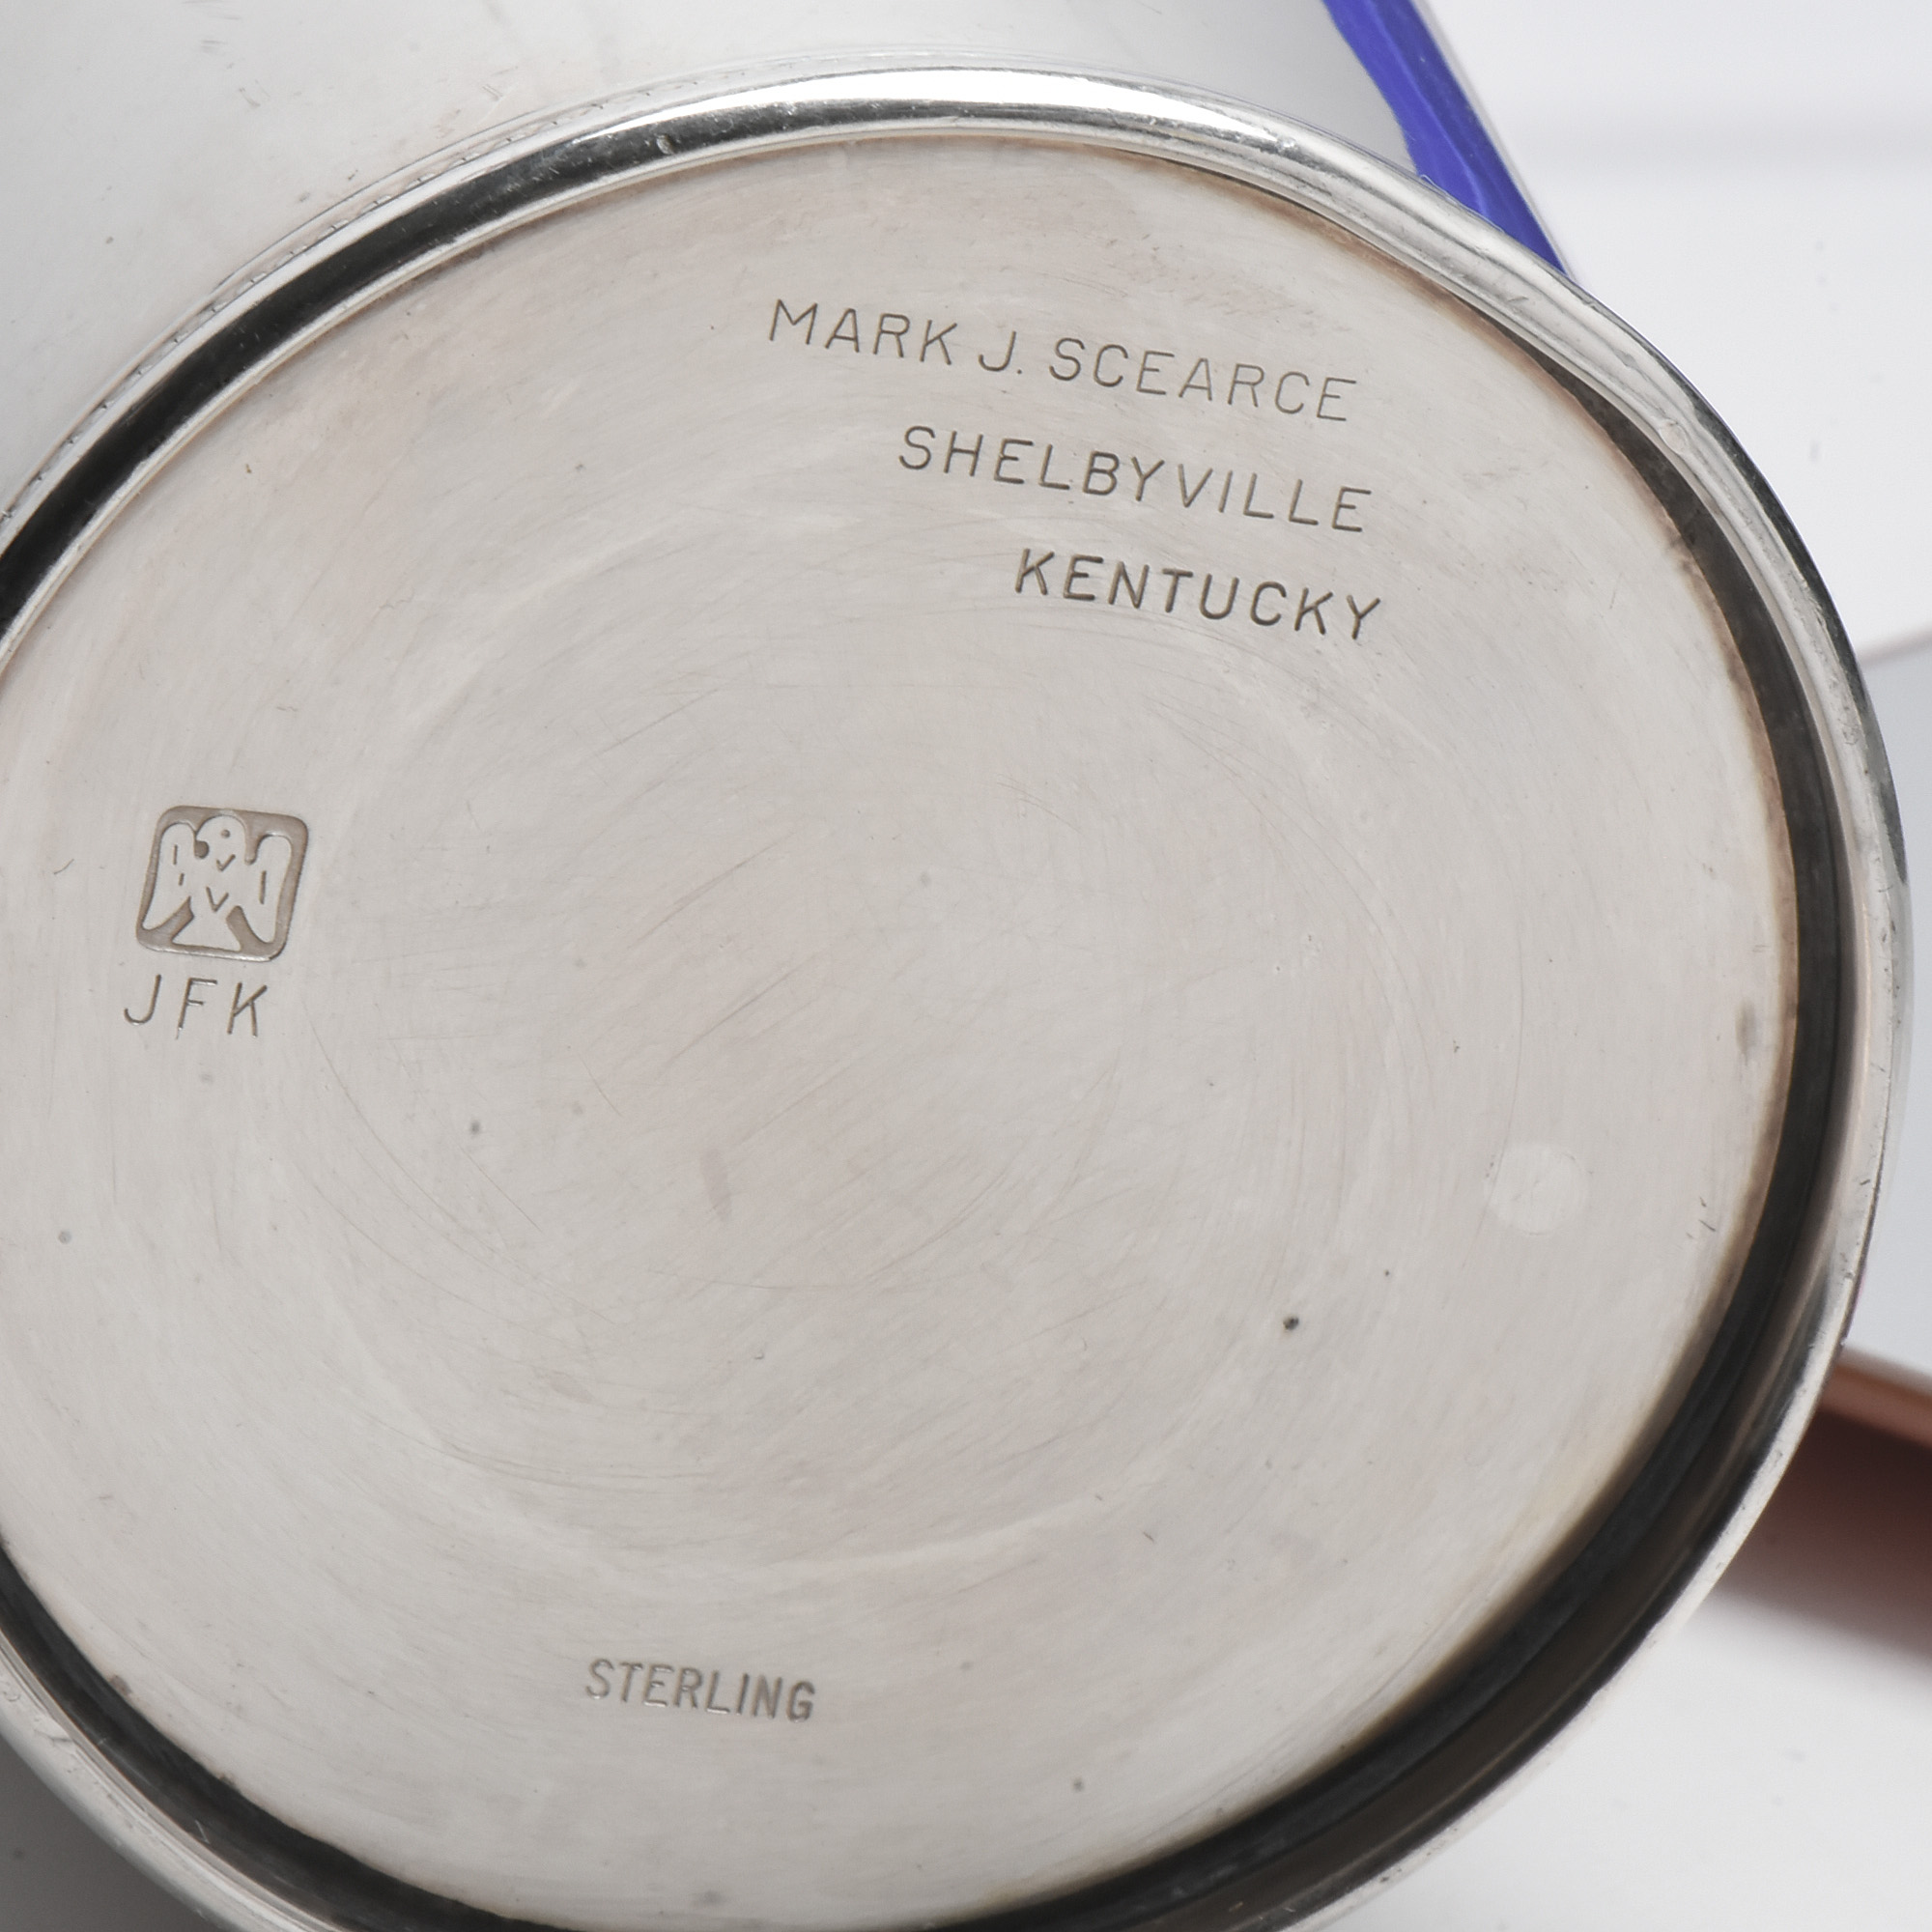 MARK J. SCEARCE
SHELBYVILLE
KENTUCKY
JFK
STERLING